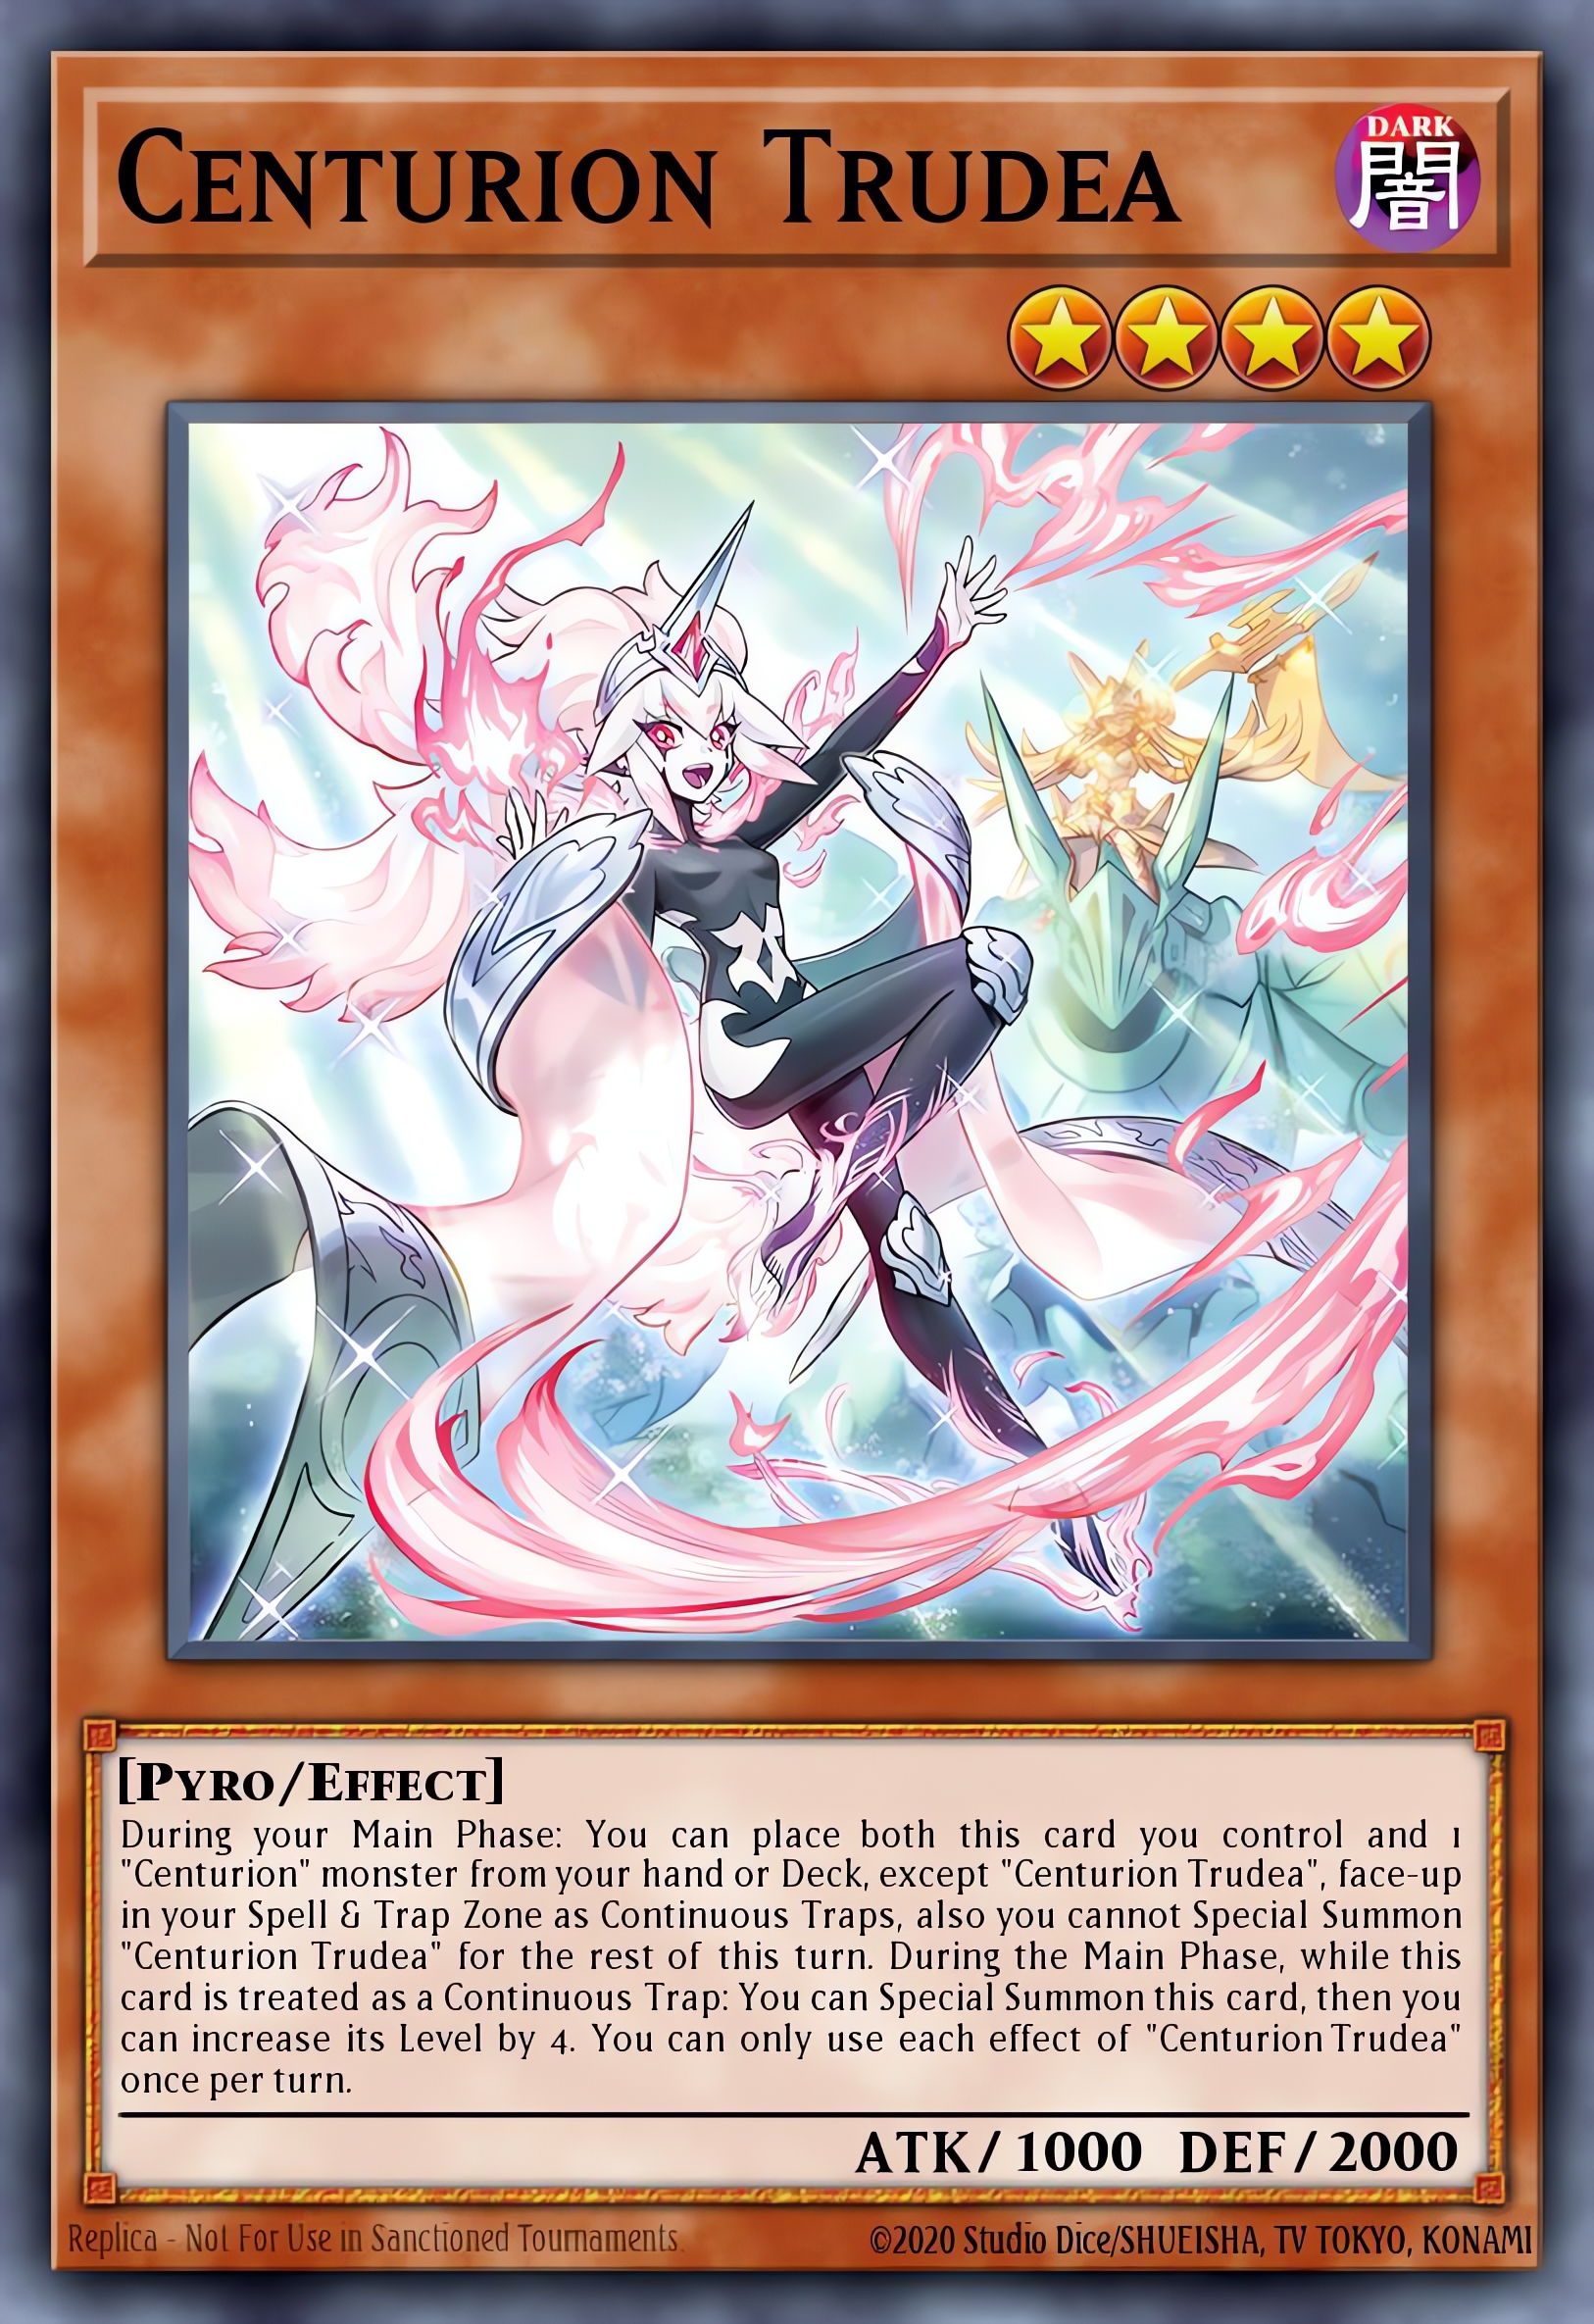 Centurion Trudea
DARK
闇
[Pyro/Effect]
During your Main Phase: You can place both this card you control and 1
"Centurion" monster from your hand or Deck, except "Centurion Trudea", face-up
in your Spell & Trap Zone as Continuous Traps, also you cannot Special Summon
"Centurion Trudea" for the rest of this turn. During the Main Phase, while this
card is treated as a Continuous Trap: You can Special Summon this card, then you
can increase its Level by 4. You can only use each effect of "Centurion Trudea"
once per turn.
ATK/1000 DEF/2000
Replica - Not For Use in Sanctioned Tournaments.
©2020 Studio Dice/SHUEISHA, TV TOKYO, KONAMI